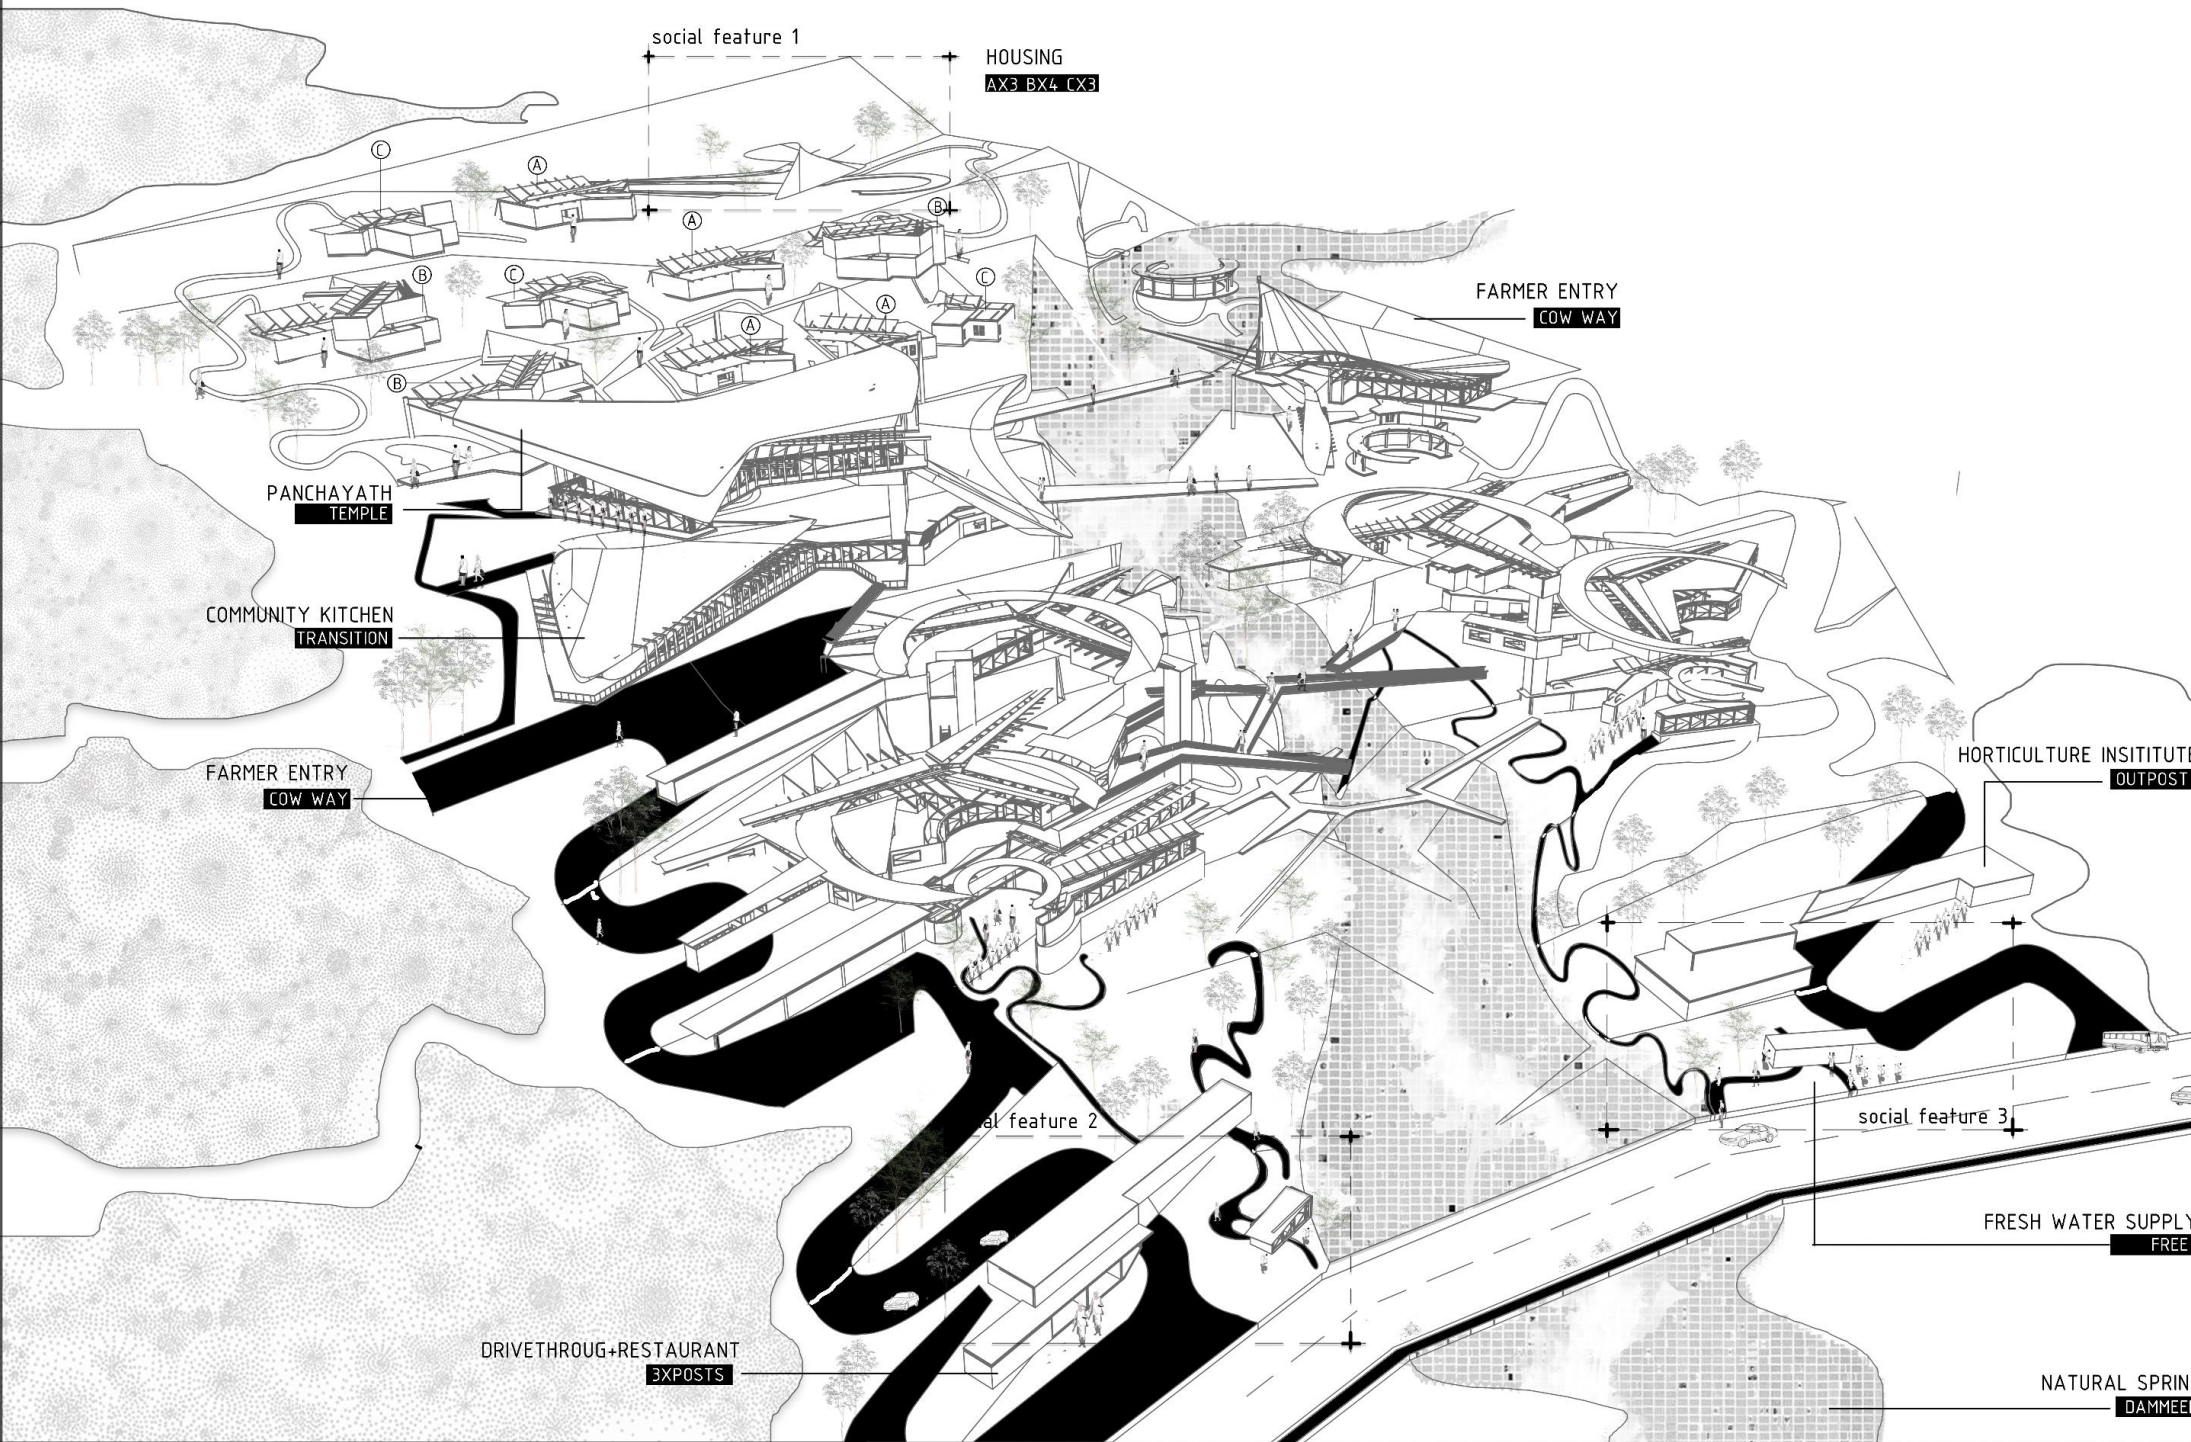 social feature 1
HOUSING
AX3 BX4 CX3
C
A
A
B
B
C
A
C
A
B
FARMER ENTRY
COW WAY
PANCHAYATH
TEMPLE
COMMUNITY KITCHEN
TRANSITION
FARMER ENTRY
COW WAY
HORTICULTURE INSITITUTE
OUTPOST
al feature 2
social feature 3
FRESH WATER SUPPLY
FREE
DRIVETHROUG+RESTAURANT
3XPOSTS
NATURAL SPRIN
DAMMEE